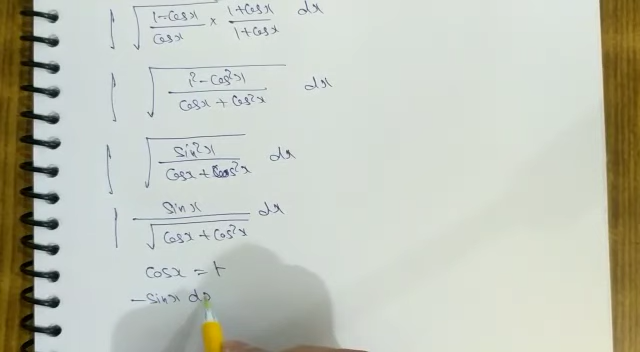 ∫ √((1-cosx)/(cosx) × (1+cosx)/(1+cosx)) dx
∫ √((1²-cos²x)/(cosx+cos²x)) dx
∫ √((sin²x)/(cosx+cos²x)) dx
∫ (sinx)/(√(cosx+cos²x)) dx
cosx = t
-sinx dx